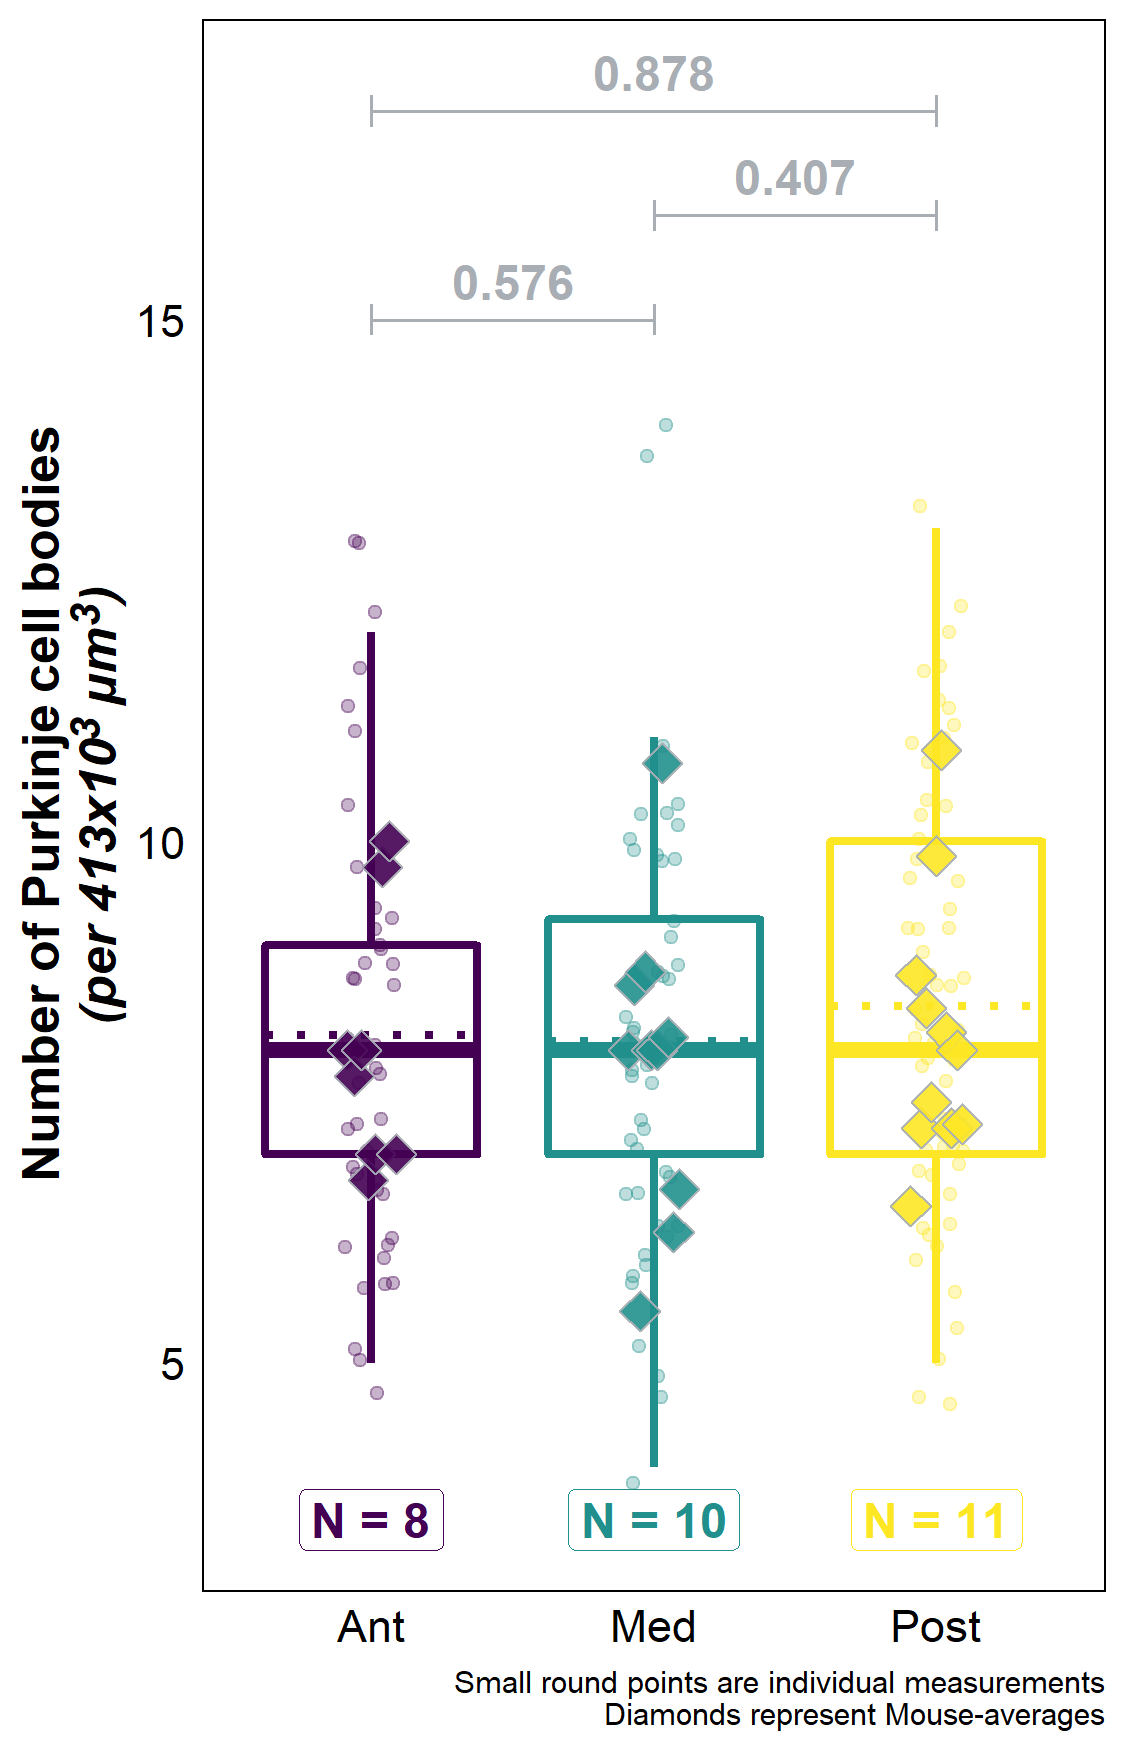 0.878
0.407
0.576
15
10
5
Number of Purkinje cell bodies
(per 413x10³ µm³)
N = 8
N = 10
N = 11
Ant
Med
Post
Small round points are individual measurements
Diamonds represent Mouse-averages